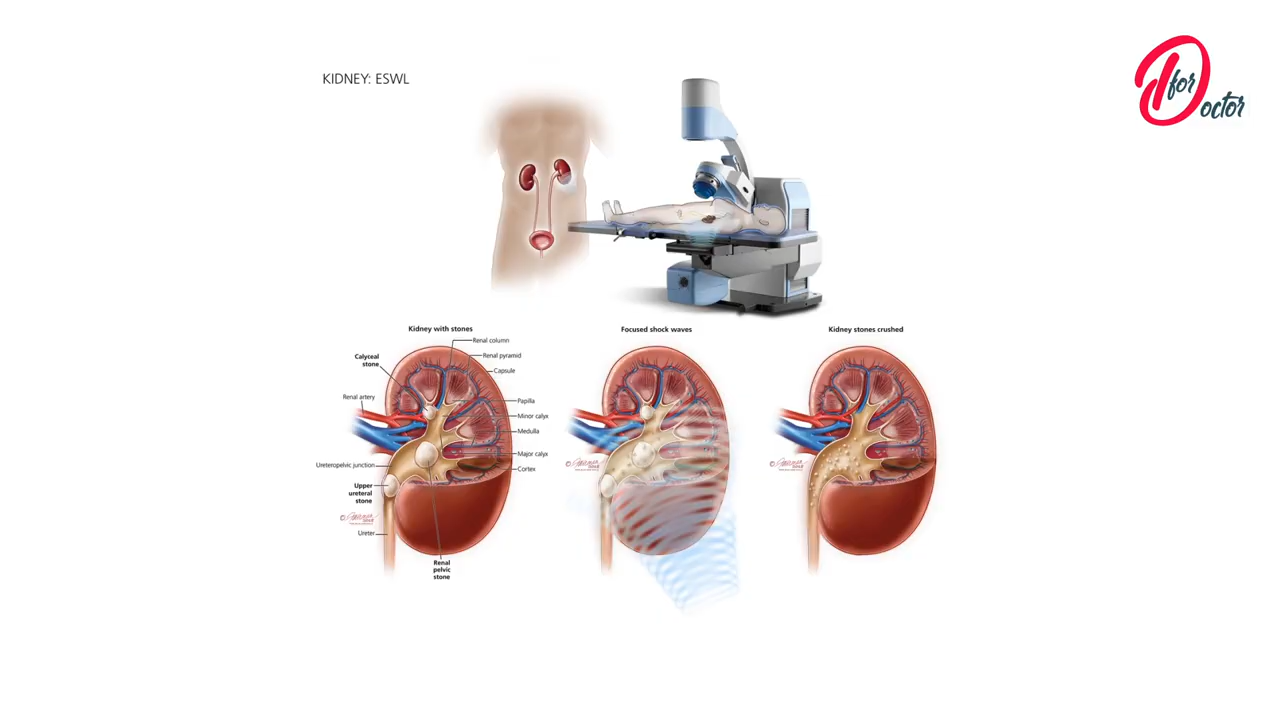 KIDNEY: ESWL
for
Doctor
Kidney with stones
Focused shock waves
Kidney stones crushed
Renal column
Renal pyramid
Capsule
Calyceal
stone
Renal artery
Papilla
Minor calyx
Medulla
Major calyx
Cortex
Ureteropelvic junction
Upper
ureteral
stone
Ureter
Renal
pelvic
stone